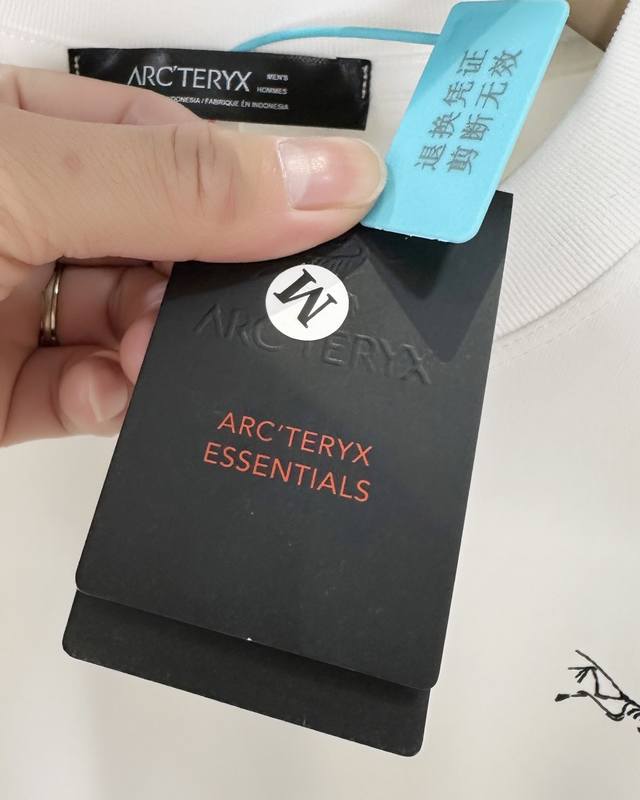 ARC'TERYX
MEN'S
HOMMES
INDONESIA / FABRIQUÉ EN INDONESIA
退换凭证
剪断无效
M
ARC'TERYX
ARC'TERYX
ESSENTIALS